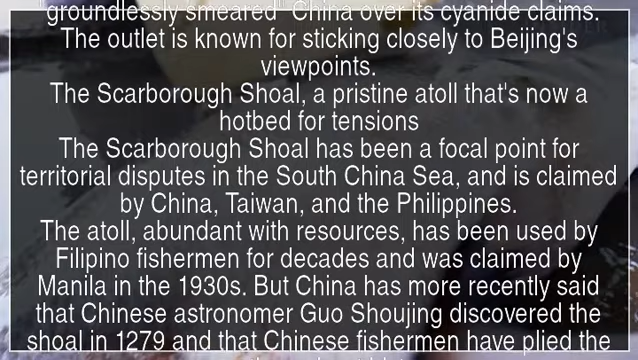 "groundlessly smeared" China over its cyanide claims.
The outlet is known for sticking closely to Beijing's
viewpoints.
The Scarborough Shoal, a pristine atoll that's now a
hotbed for tensions
The Scarborough Shoal has been a focal point for
territorial disputes in the South China Sea, and is claimed
by China, Taiwan, and the Philippines.
The atoll, abundant with resources, has been used by
Filipino fishermen for decades and was claimed by
Manila in the 1930s. But China has more recently said
that Chinese astronomer Guo Shoujing discovered the
shoal in 1279 and that Chinese fishermen have plied the